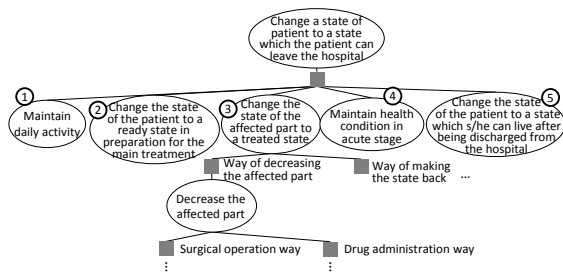 Change a state of
patient to a state
which the patient can
leave the hospital
1
Maintain
daily activity
2
Change the state
of the patient to a
ready state in
preparation for the
main treatment
3
Change the
state of the
affected part to
a treated state
4
Maintain health
condition in
acute stage
5
Change the state
of the patient to a state
which s/he can live after
being discharged from
the hospital
Way of decreasing
the affected part
Way of making
the state back
...
Decrease the
affected part
Surgical operation way
Drug administration way
...
...